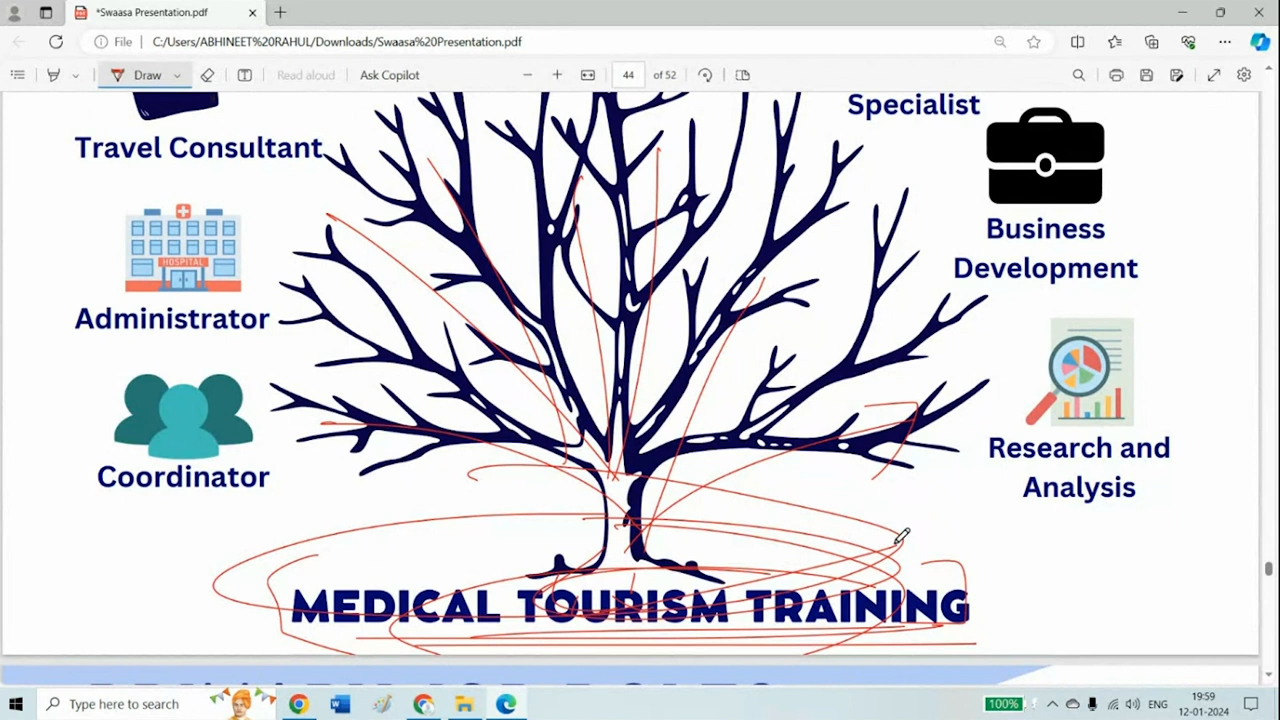 *Swaasa Presentation.pdf
File
C:/Users/ABHINEET%20RAHUL/Downloads/Swaasa%20Presentation.pdf
Draw
Read aloud
Ask Copilot
44
of 52
Specialist
Travel Consultant
Business
Development
HOSPITAL
Administrator
Research and
Analysis
Coordinator
MEDICAL TOURISM TRAINING
Type here to search
100%
ENG
19:59
12-01-2024